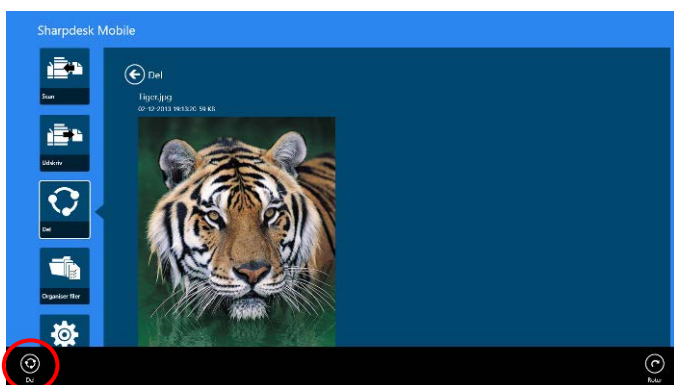 Sharpdesk Mobile
Scan
Del
Tiger.jpg
02-12-2013 19:13:20 59 KB
Udskriv
Del
Organiser filer
Del
Roter